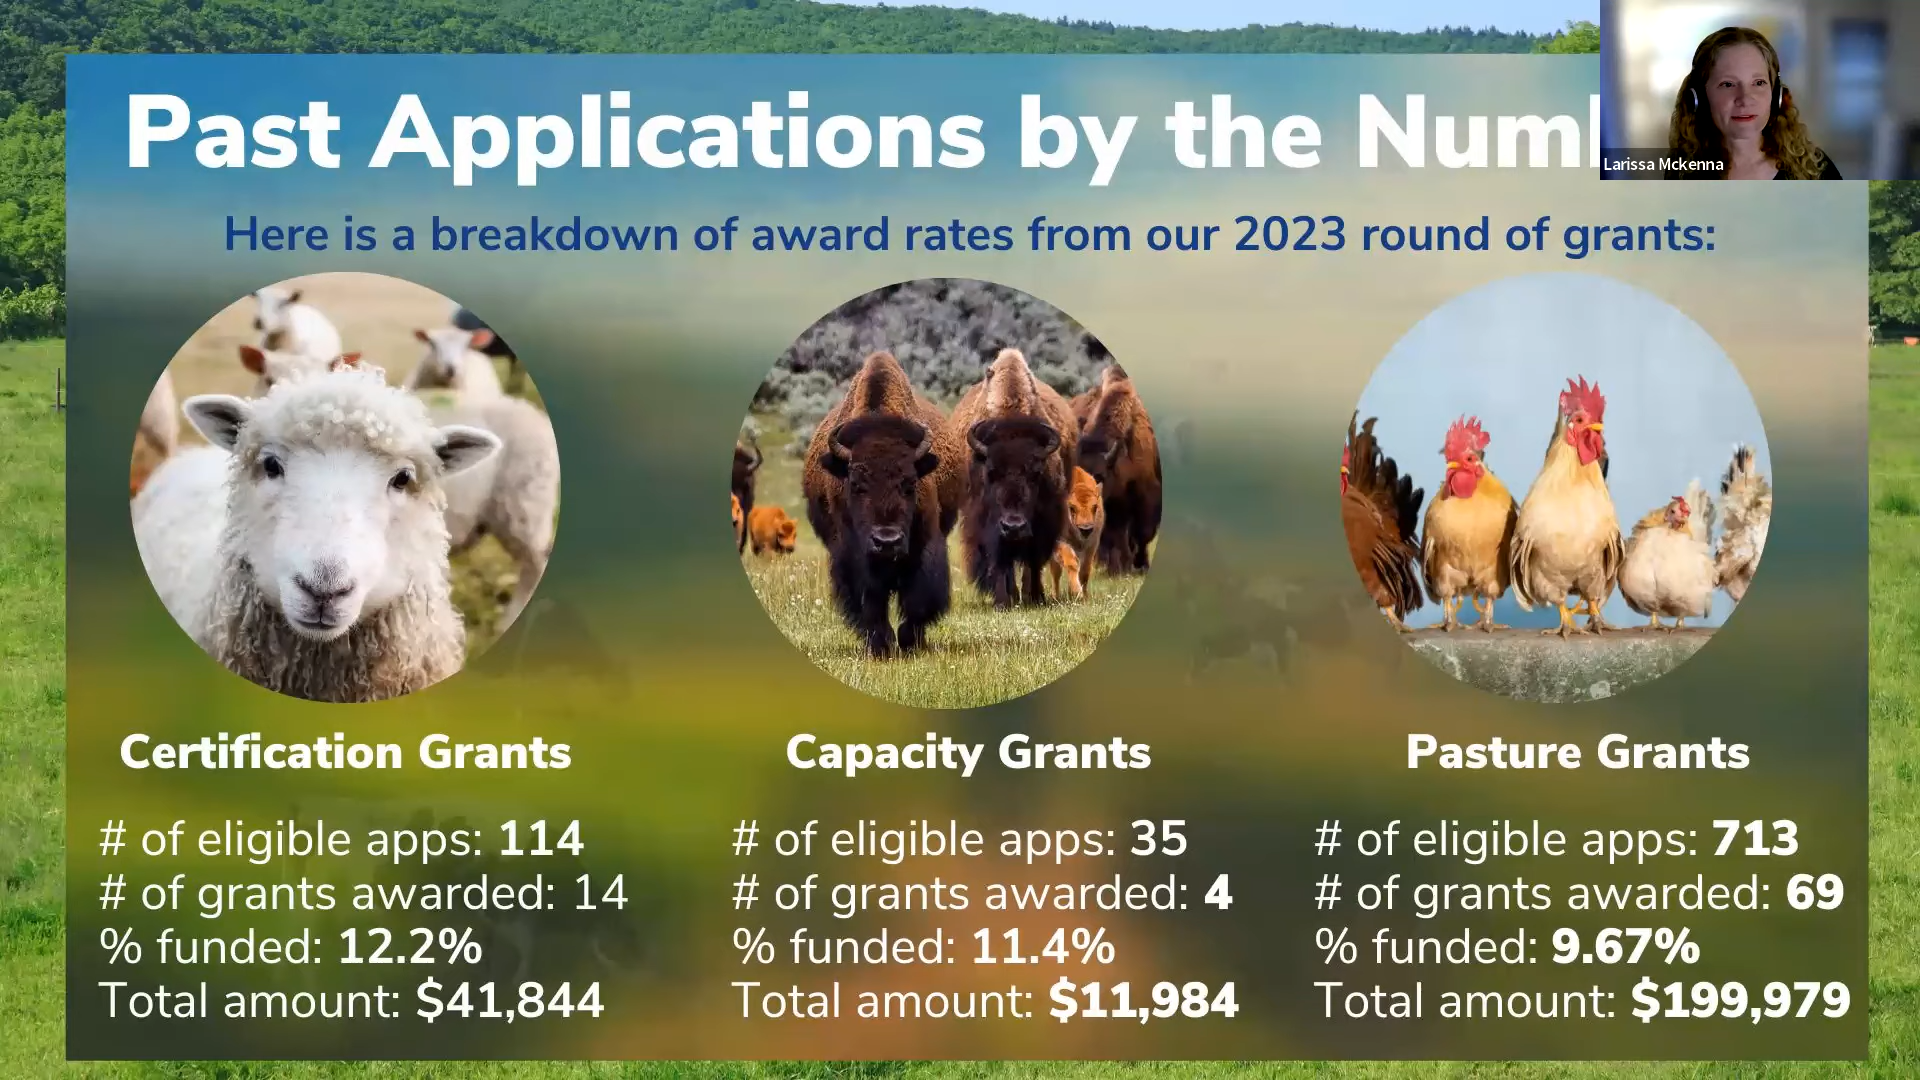 Past Applications by the
Larissa Mckenna
Here is a breakdown of award rates from our 2023 round of grants:
Certification Grants
# of eligible apps: 114
# of grants awarded: 14
% funded: 12.2%
Total amount: $41,844
Capacity Grants
# of eligible apps: 35
# of grants awarded: 4
% funded: 11.4%
Total amount: $11,984
Pasture Grants
# of eligible apps: 713
# of grants awarded: 69
% funded: 9.67%
Total amount: $199,979